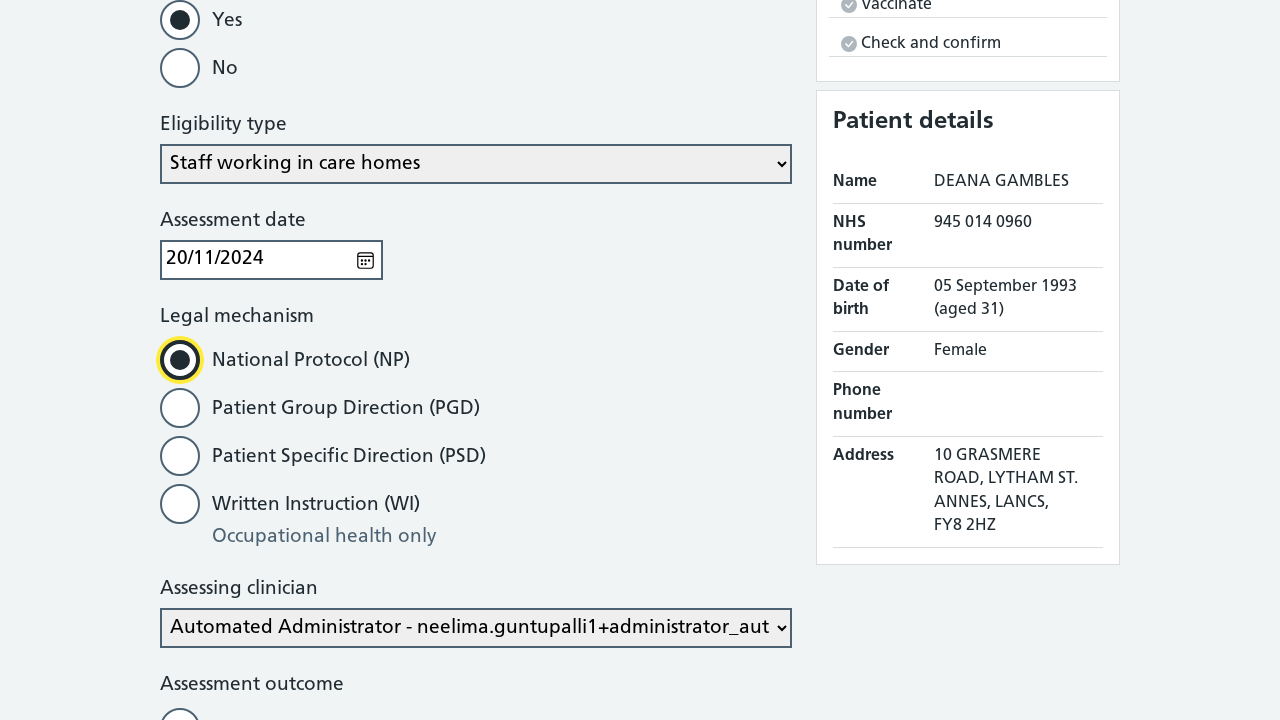 Yes
No
Eligibility type
Staff working in care homes
Assessment date
20/11/2024
Legal mechanism
National Protocol (NP)
Patient Group Direction (PGD)
Patient Specific Direction (PSD)
Written Instruction (WI)
Occupational health only
Assessing clinician
Automated Administrator - neelima.guntupalli1+administrator_aut
Assessment outcome
Vaccinate
Check and confirm
Patient details
Name DEANA GAMBLES
NHS number 945 014 0960
Date of birth 05 September 1993
(aged 31)
Gender Female
Phone number
Address 10 GRASMERE
ROAD, LYTHAM ST.
ANNES, LANCS,
FY8 2HZ